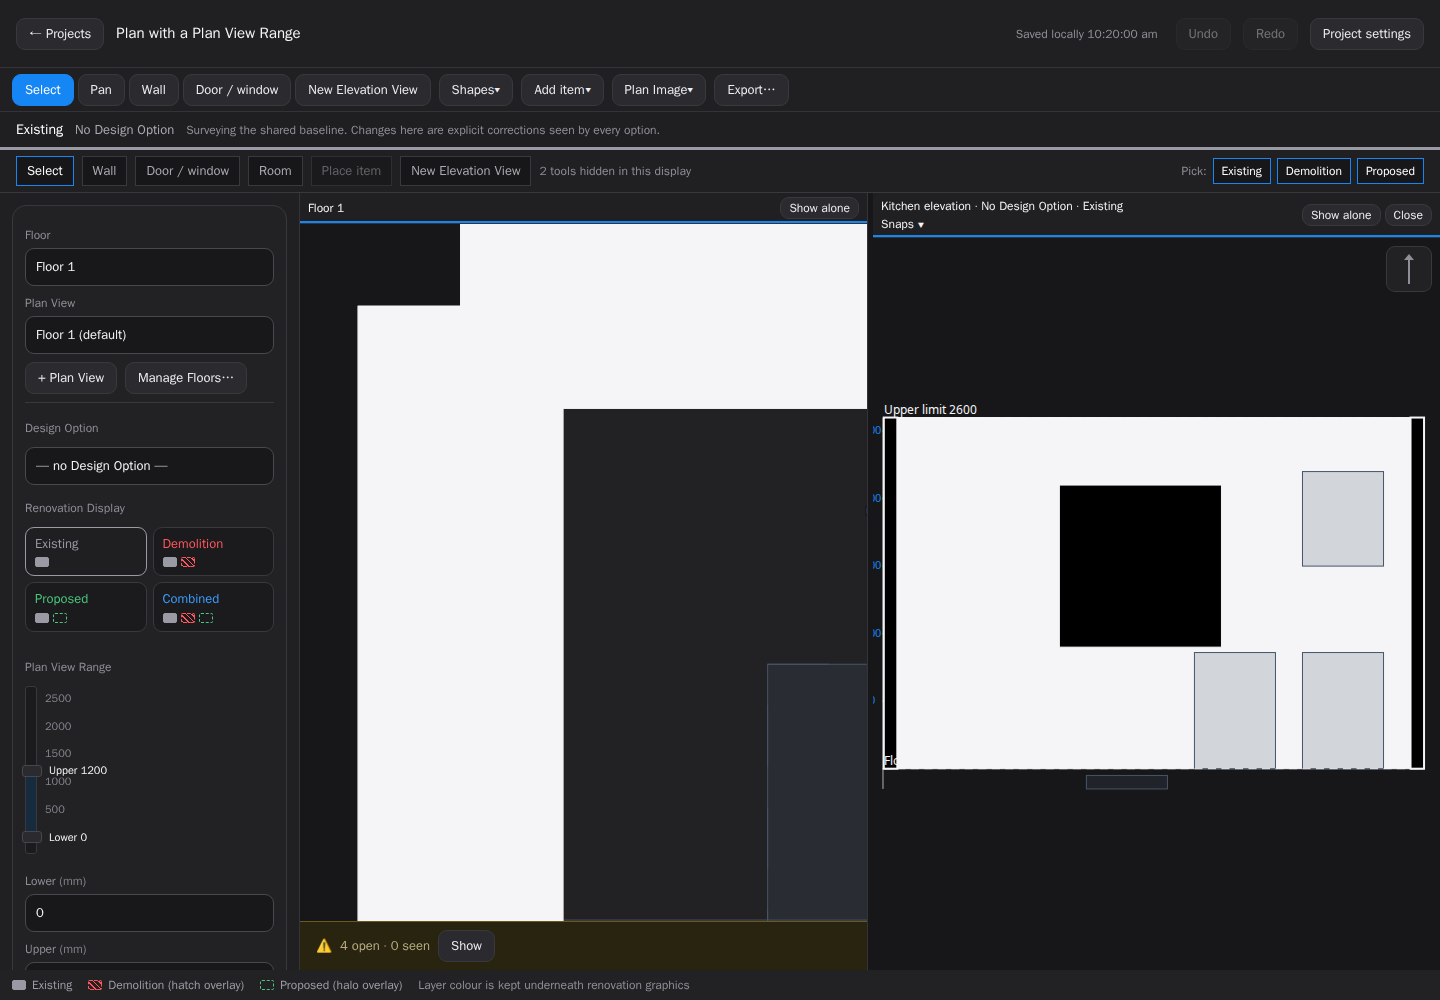 ← Projects
Plan with a Plan View Range
Saved locally 10:20:00 am
Undo
Redo
Project settings
Select
Pan
Wall
Door / window
New Elevation View
Shapes▾
Add item▾
Plan Image▾
Export⋯
Existing
No Design Option
Surveying the shared baseline. Changes here are explicit corrections seen by every option.
Select
Wall
Door / window
Room
Place item
New Elevation View
2 tools hidden in this display
Pick:
Existing
Demolition
Proposed
Floor
Floor 1
Plan View
Floor 1 (default)
+ Plan View
Manage Floors⋯
Design Option
— no Design Option —
Renovation Display
Existing
Demolition
Proposed
Combined
Plan View Range
2500
2000
1500
Upper 1200
1000
500
Lower 0
Lower (mm)
0
Upper (mm)
Floor 1
Show alone
4 open · 0 seen
Show
Kitchen elevation · No Design Option · Existing
Snaps ▾
Show alone
Close
Upper limit 2600
Existing
Demolition (hatch overlay)
Proposed (halo overlay)
Layer colour is kept underneath renovation graphics